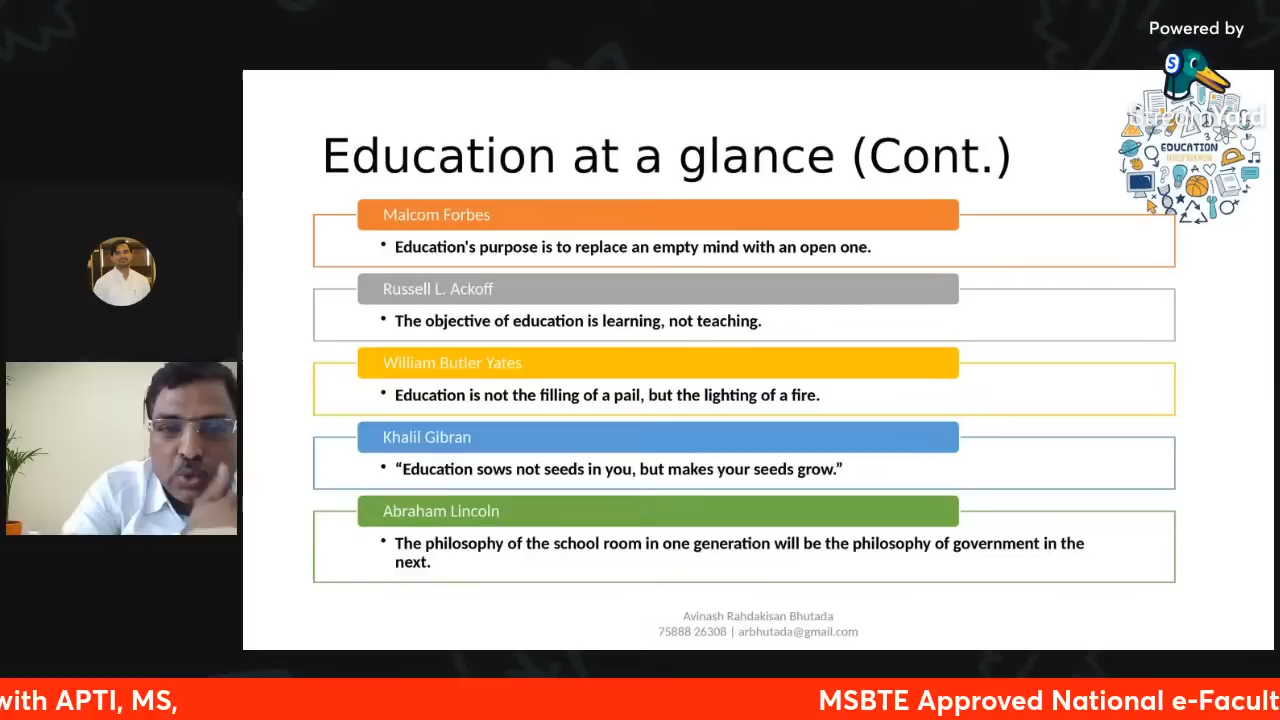 Powered by
StreamYard
EDUCATION
Education at a glance (Cont.)
Malcom Forbes
• Education's purpose is to replace an empty mind with an open one.
Russell L. Ackoff
• The objective of education is learning, not teaching.
William Butler Yates
• Education is not the filling of a pail, but the lighting of a fire.
Khalil Gibran
• “Education sows not seeds in you, but makes your seeds grow.”
Abraham Lincoln
• The philosophy of the school room in one generation will be the philosophy of government in the
next.
Avinash Rahdakisan Bhutada
75888 26308 | arbhutada@gmail.com
with APTI, MS,
MSBTE Approved National e-Facult